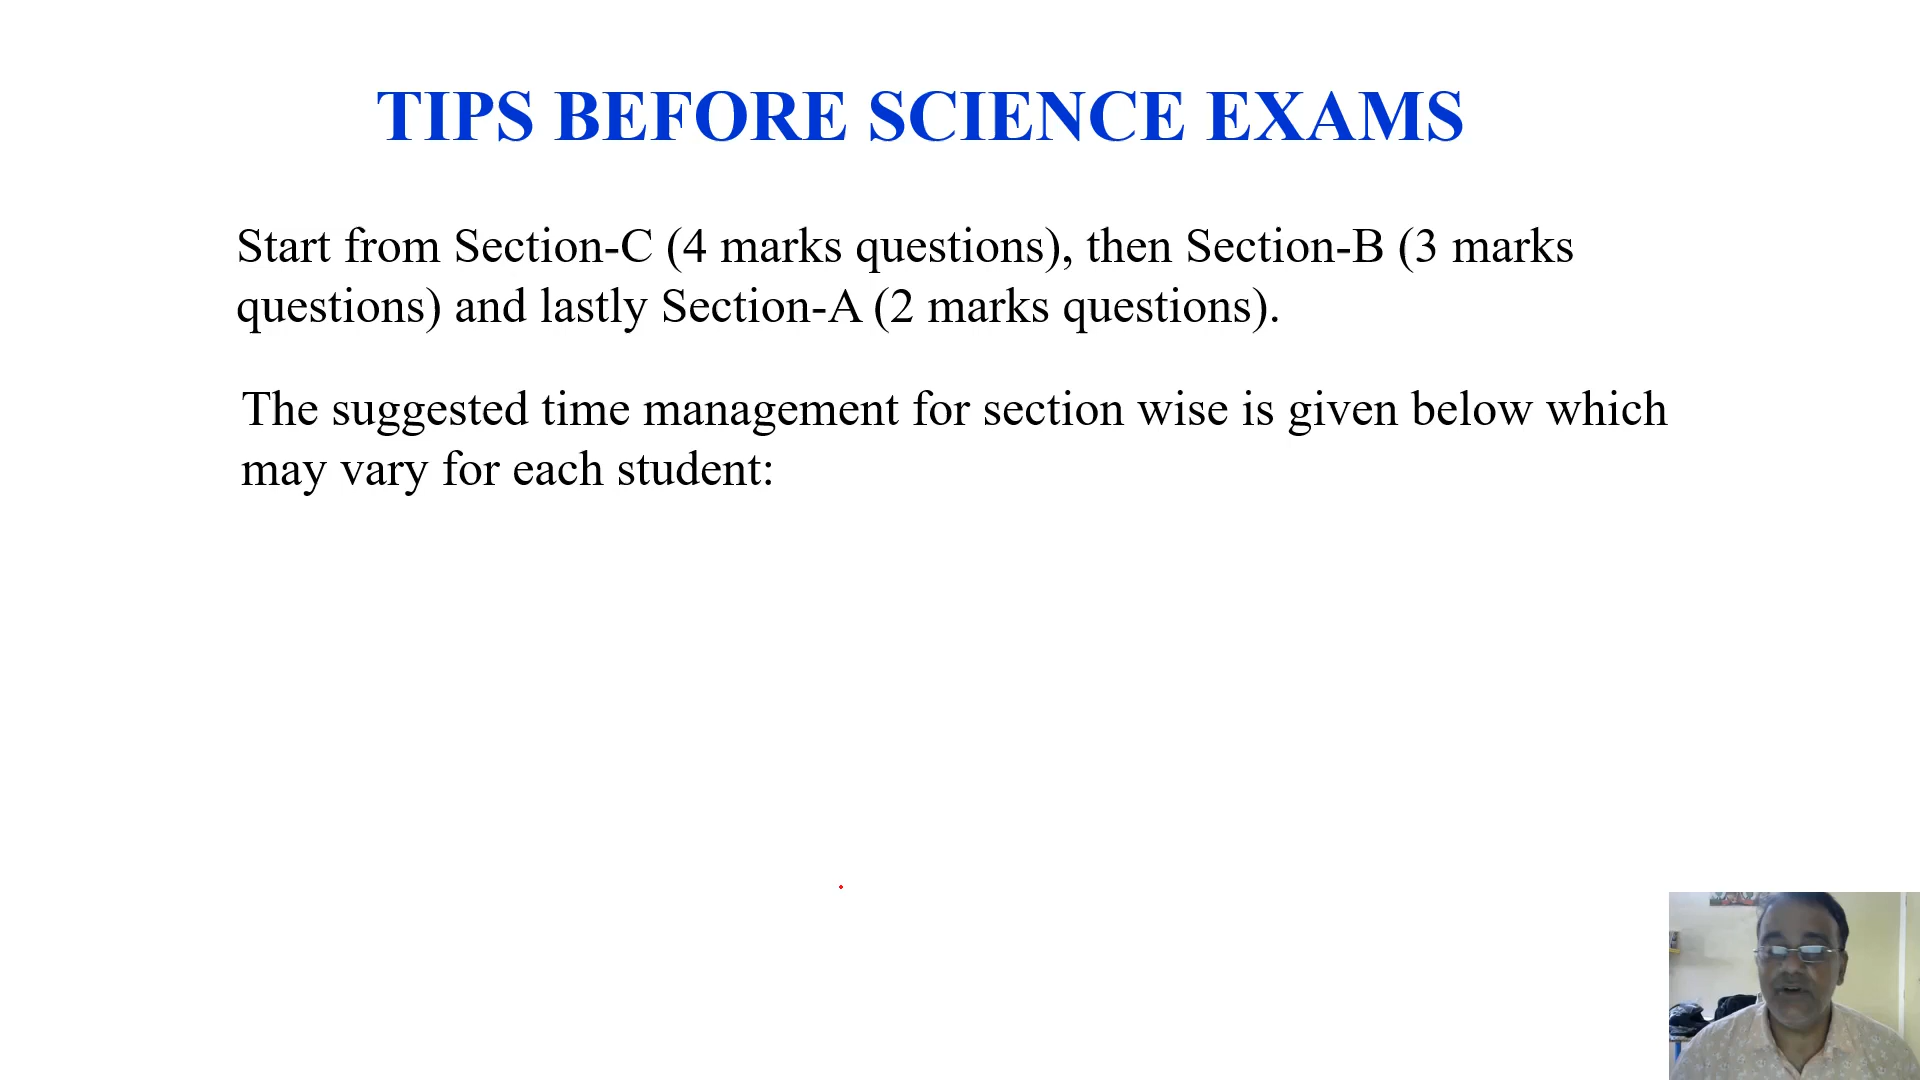 TIPS BEFORE SCIENCE EXAMS
Start from Section-C (4 marks questions), then Section-B (3 marks
questions) and lastly Section-A (2 marks questions).
The suggested time management for section wise is given below which
may vary for each student: